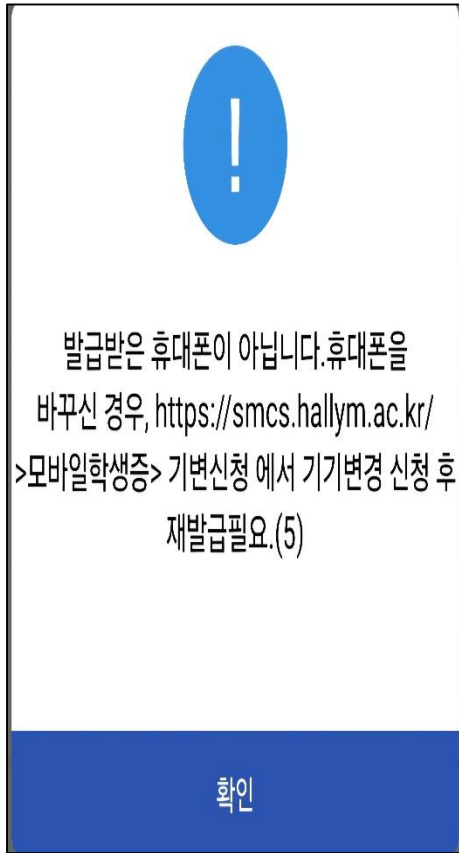 !
발급받은 휴대폰이 아닙니다.휴대폰을
바꾸신 경우, https://smcs.hallym.ac.kr/
>모바일학생증> 기변신청 에서 기기변경 신청 후
재발급필요.(5)
확인